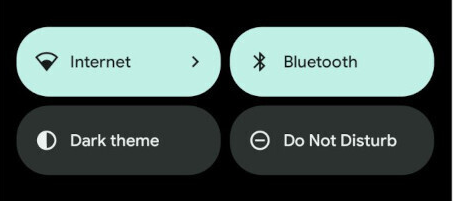 Internet
Bluetooth
Dark theme
Do Not Disturb